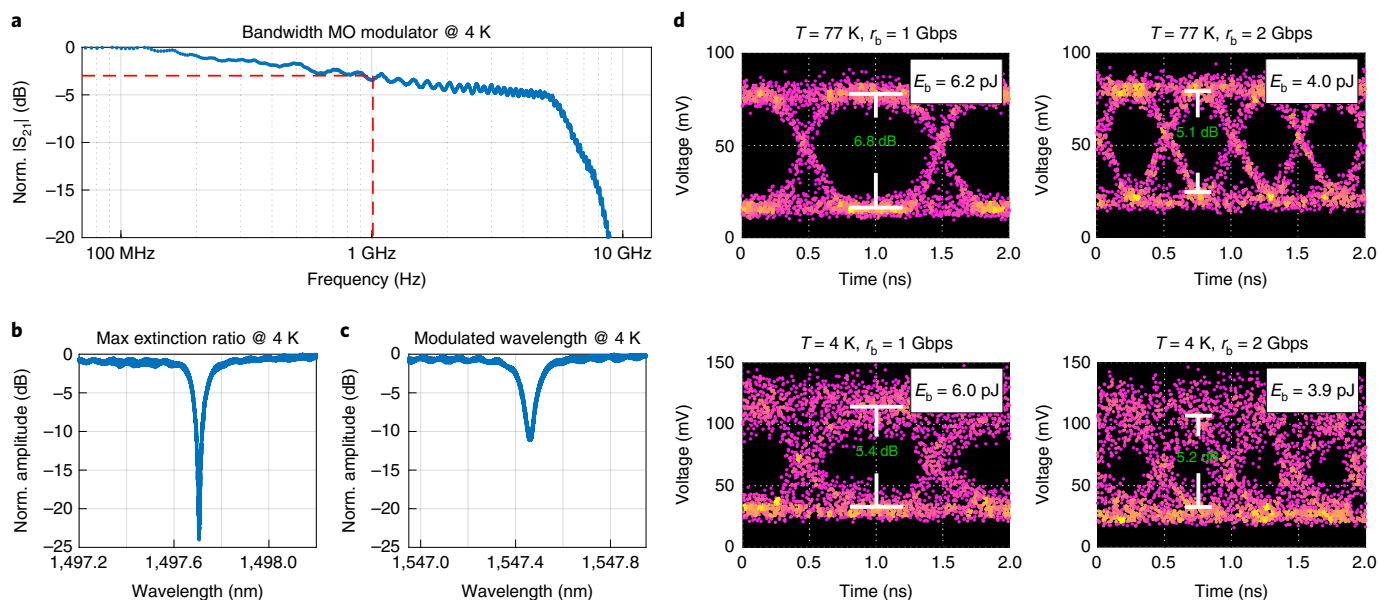 a
Bandwidth MO modulator @ 4 K
0
−5
−10
−15
−20
Norm. |S21| (dB)
100 MHz
1 GHz
10 GHz
Frequency (Hz)
b
Max extinction ratio @ 4 K
0
−5
−10
−15
−20
−25
Norm. amplitude (dB)
1,497.2
1,497.6
1,498.0
Wavelength (nm)
c
Modulated wavelength @ 4 K
0
−5
−10
−15
−20
−25
Norm. amplitude (dB)
1,547.0
1,547.4
1,547.8
Wavelength (nm)
d
T = 77 K, rb = 1 Gbps
Eb = 6.2 pJ
6.8 dB
100
50
0
Voltage (mV)
0
0.5
1.0
1.5
2.0
Time (ns)
T = 77 K, rb = 2 Gbps
Eb = 4.0 pJ
5.1 dB
100
50
0
Voltage (mV)
0
0.5
1.0
1.5
2.0
Time (ns)
T = 4 K, rb = 1 Gbps
Eb = 6.0 pJ
5.4 dB
150
100
50
0
Voltage (mV)
0
0.5
1.0
1.5
2.0
Time (ns)
T = 4 K, rb = 2 Gbps
Eb = 3.9 pJ
5.2 dB
150
100
50
0
Voltage (mV)
0
0.5
1.0
1.5
2.0
Time (ns)